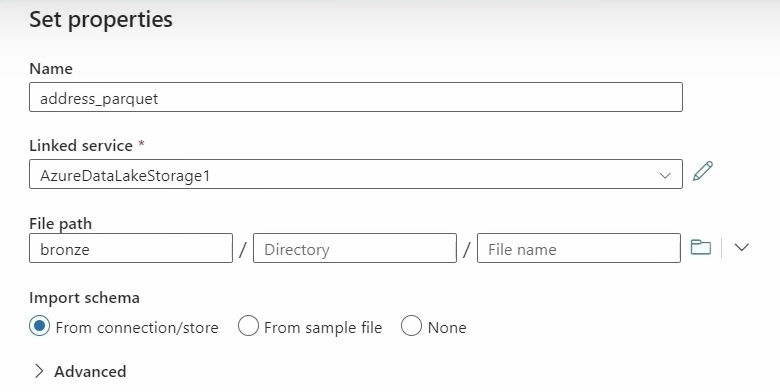 Set properties
Name
address_parquet
Linked service *
AzureDataLakeStorage1
File path
bronze / Directory / File name
Import schema
From connection/store From sample file None
Advanced